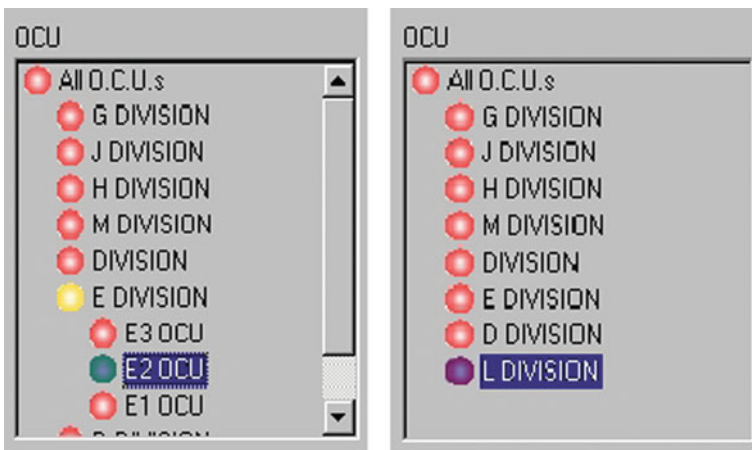 OCU
All O.C.U.s
G DIVISION
J DIVISION
H DIVISION
M DIVISION
DIVISION
E DIVISION
E3 OCU
E2 OCU
E1 OCU
OCU
All O.C.U.s
G DIVISION
J DIVISION
H DIVISION
M DIVISION
DIVISION
E DIVISION
D DIVISION
L DIVISION